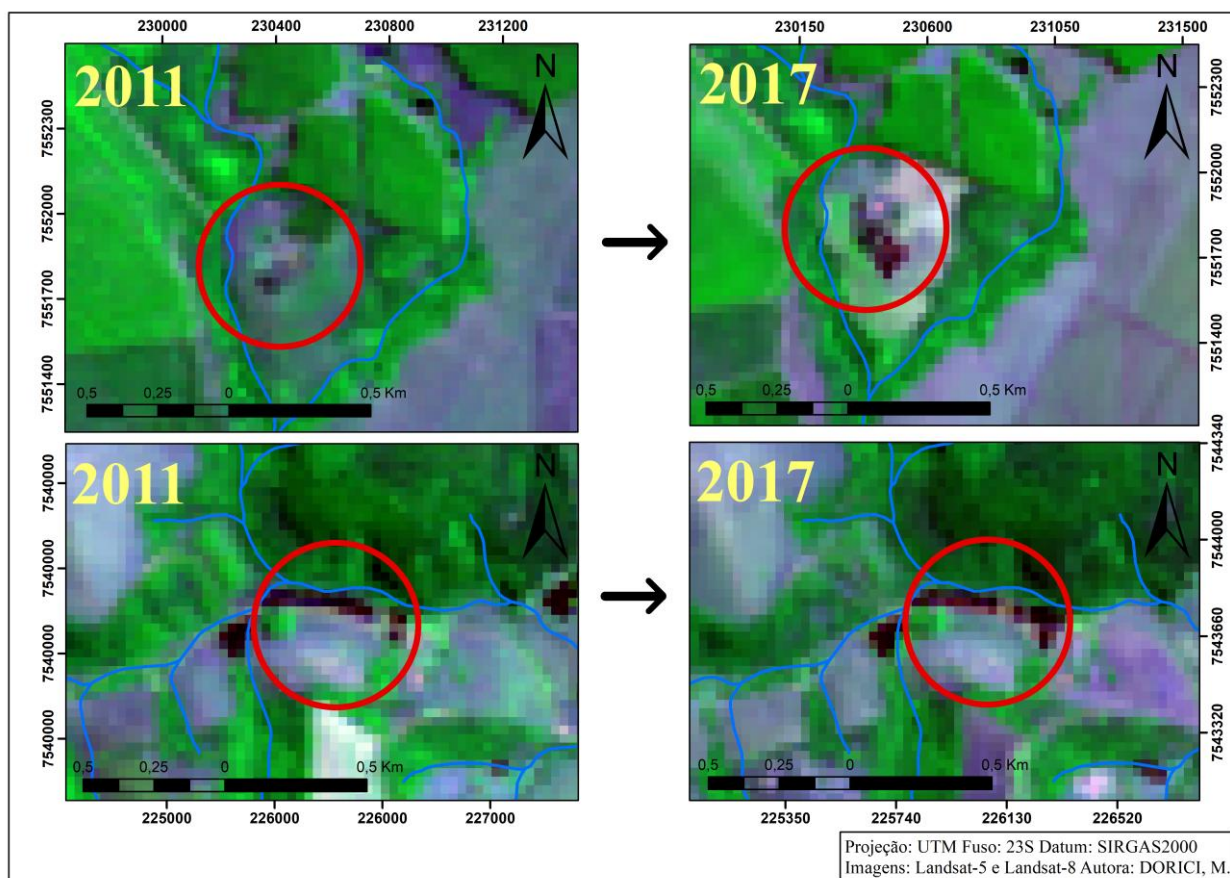 230000 230400 230800 231200
230150 230600 231050 231500
2011
N
7552300
7552000
7551700
7551400
0,5 0,25 0 0,5 Km
2017
N
7552300
7552000
7551700
7551400
0,5 0,25 0 0,5 Km
2011
N
7540000
7540000
7540000
7540000
0,5 0,25 0 0,5 Km
225000 226000 226000 227000
2017
N
7544340
7544000
7543660
7543320
0,5 0,25 0 0,5 Km
225350 225740 226130 226520
Projeção: UTM Fuso: 23S Datum: SIRGAS2000
Imagens: Landsat-5 e Landsat-8 Autora: DORICI, M.